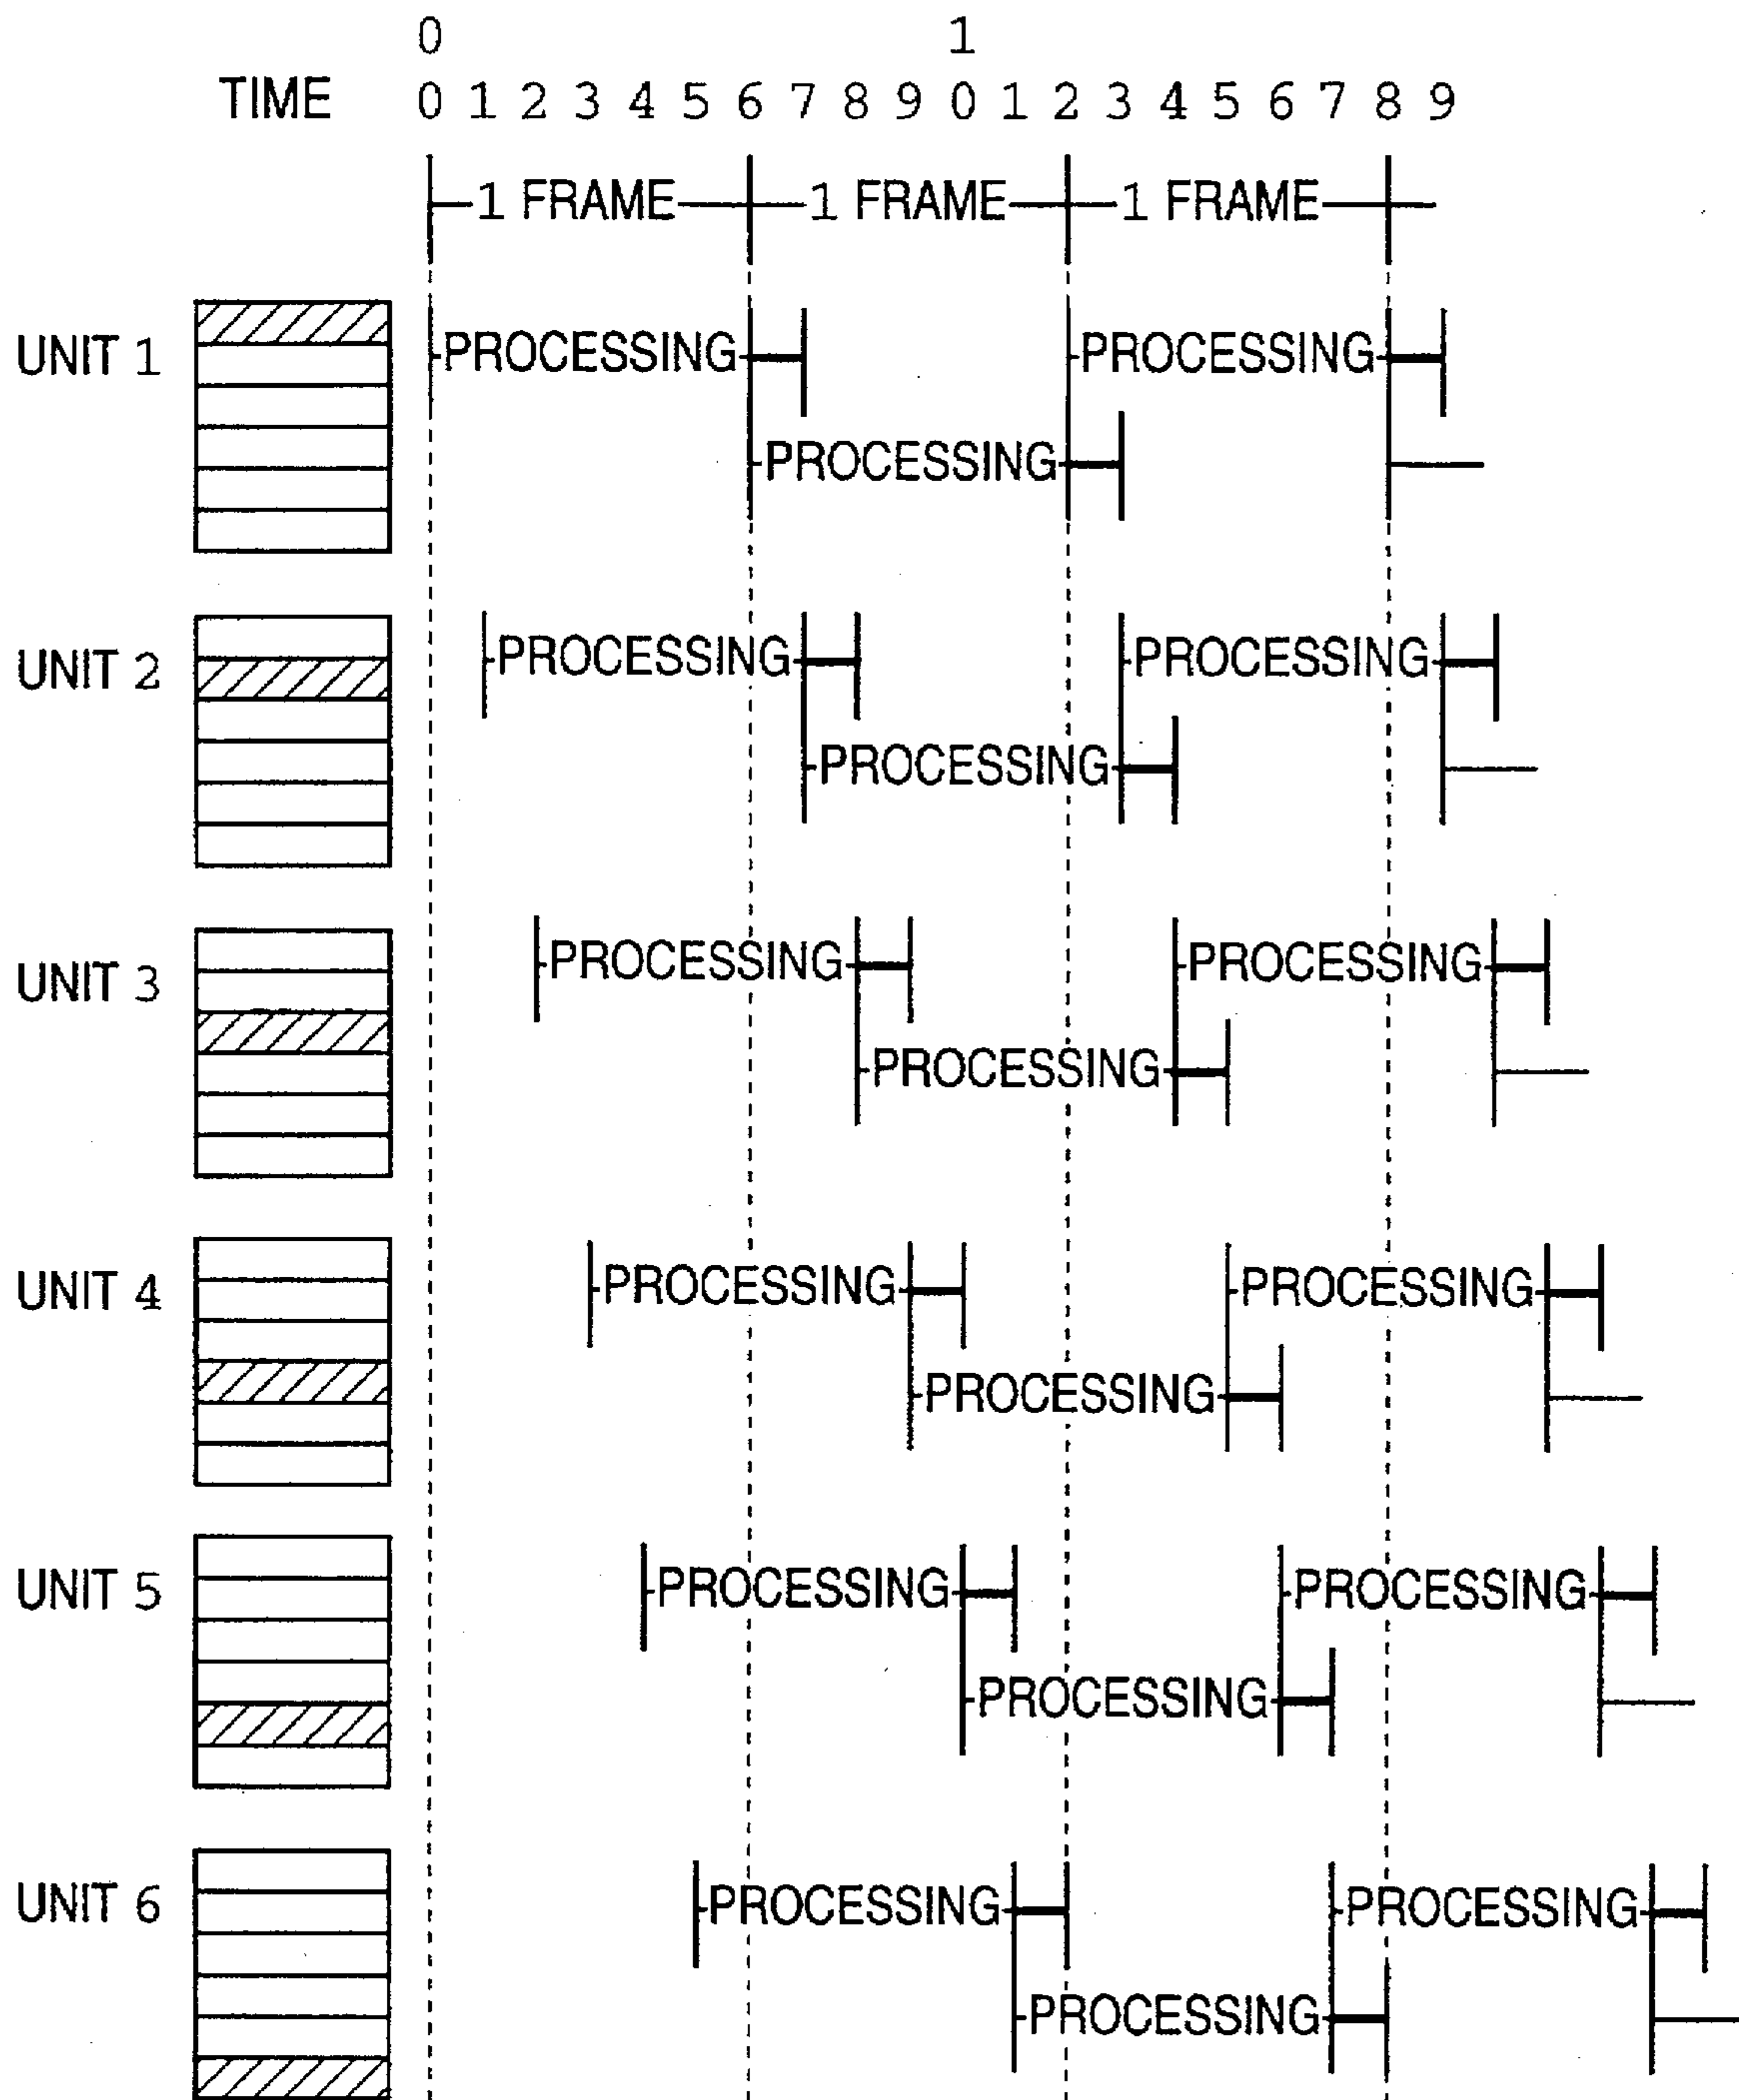 0 1
TIME 0 1 2 3 4 5 6 7 8 9 0 1 2 3 4 5 6 7 8 9
1 FRAME 1 FRAME 1 FRAME
UNIT 1 PROCESSING PROCESSING
PROCESSING
UNIT 2 PROCESSING PROCESSING
PROCESSING
UNIT 3 PROCESSING PROCESSING
PROCESSING
UNIT 4 PROCESSING PROCESSING
PROCESSING
UNIT 5 PROCESSING PROCESSING
PROCESSING
UNIT 6 PROCESSING PROCESSING
PROCESSING